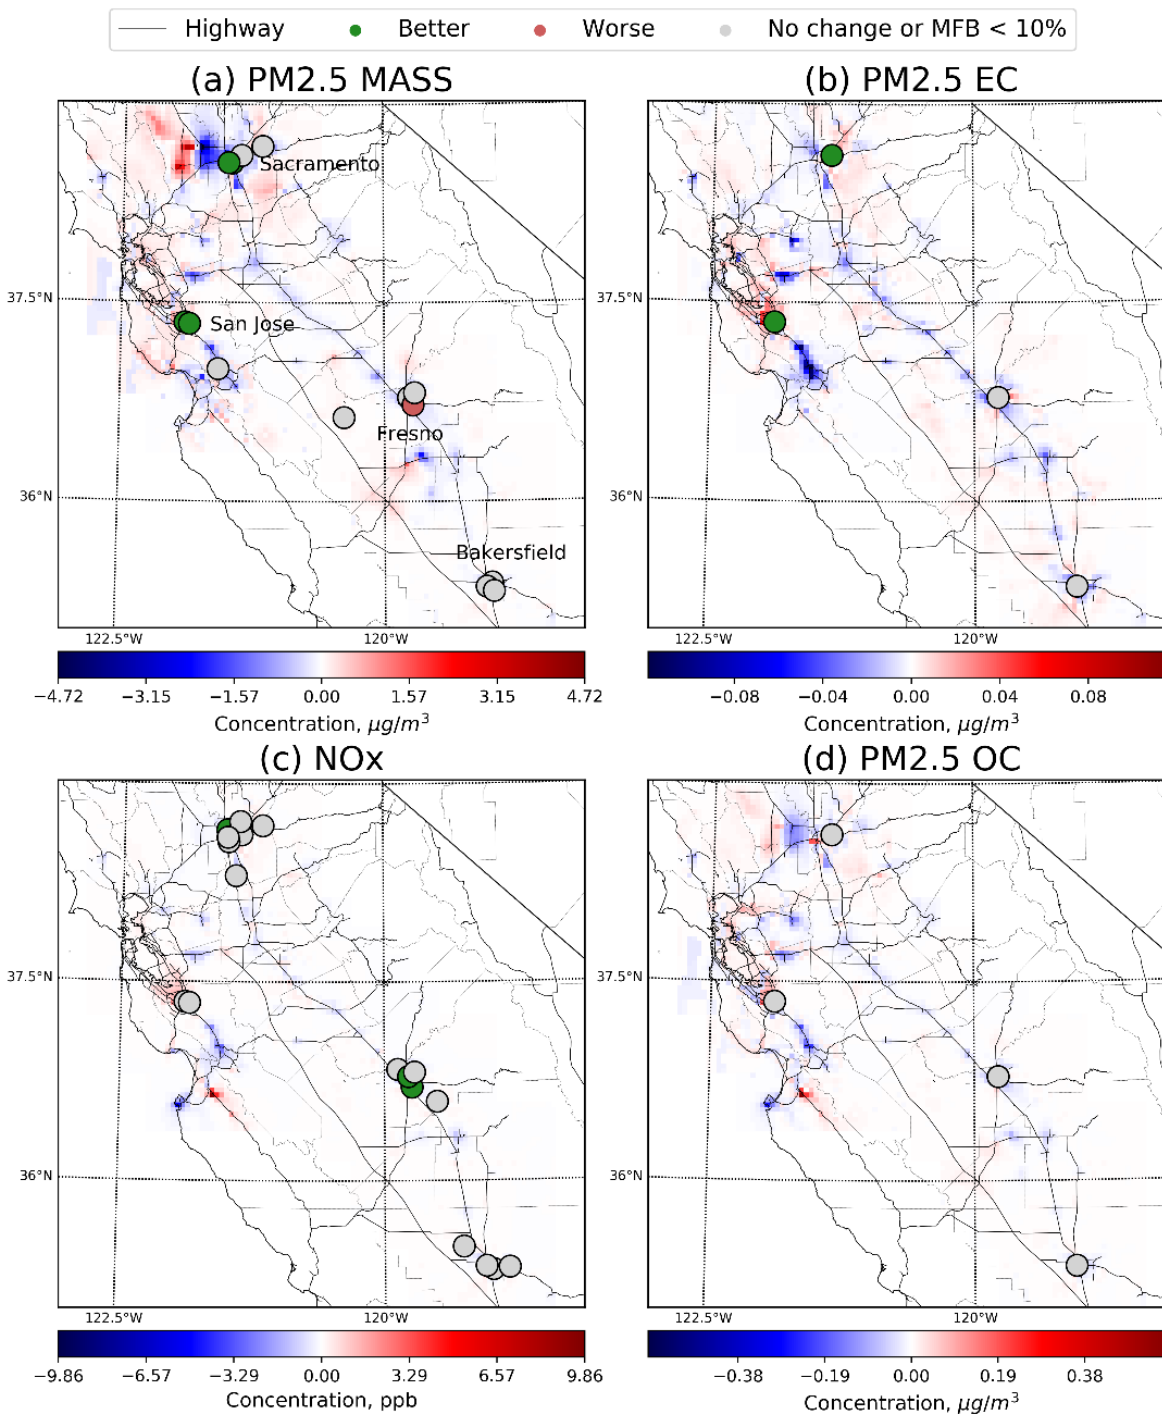 Highway Better Worse No change or MFB < 10%
(a) PM2.5 MASS (b) PM2.5 EC
Sacramento
37.5°N 37.5°N
San Jose
Fresno
36°N 36°N
Bakersfield
122.5°W 120°W 122.5°W 120°W
−4.72 −3.15 −1.57 0.00 1.57 3.15 4.72 −0.08 −0.04 0.00 0.04 0.08
Concentration, μg/m³ Concentration, μg/m³
(c) NOx (d) PM2.5 OC
37.5°N 37.5°N
36°N 36°N
122.5°W 120°W 122.5°W 120°W
−9.86 −6.57 −3.29 0.00 3.29 6.57 9.86 −0.38 −0.19 0.00 0.19 0.38
Concentration, ppb Concentration, μg/m³